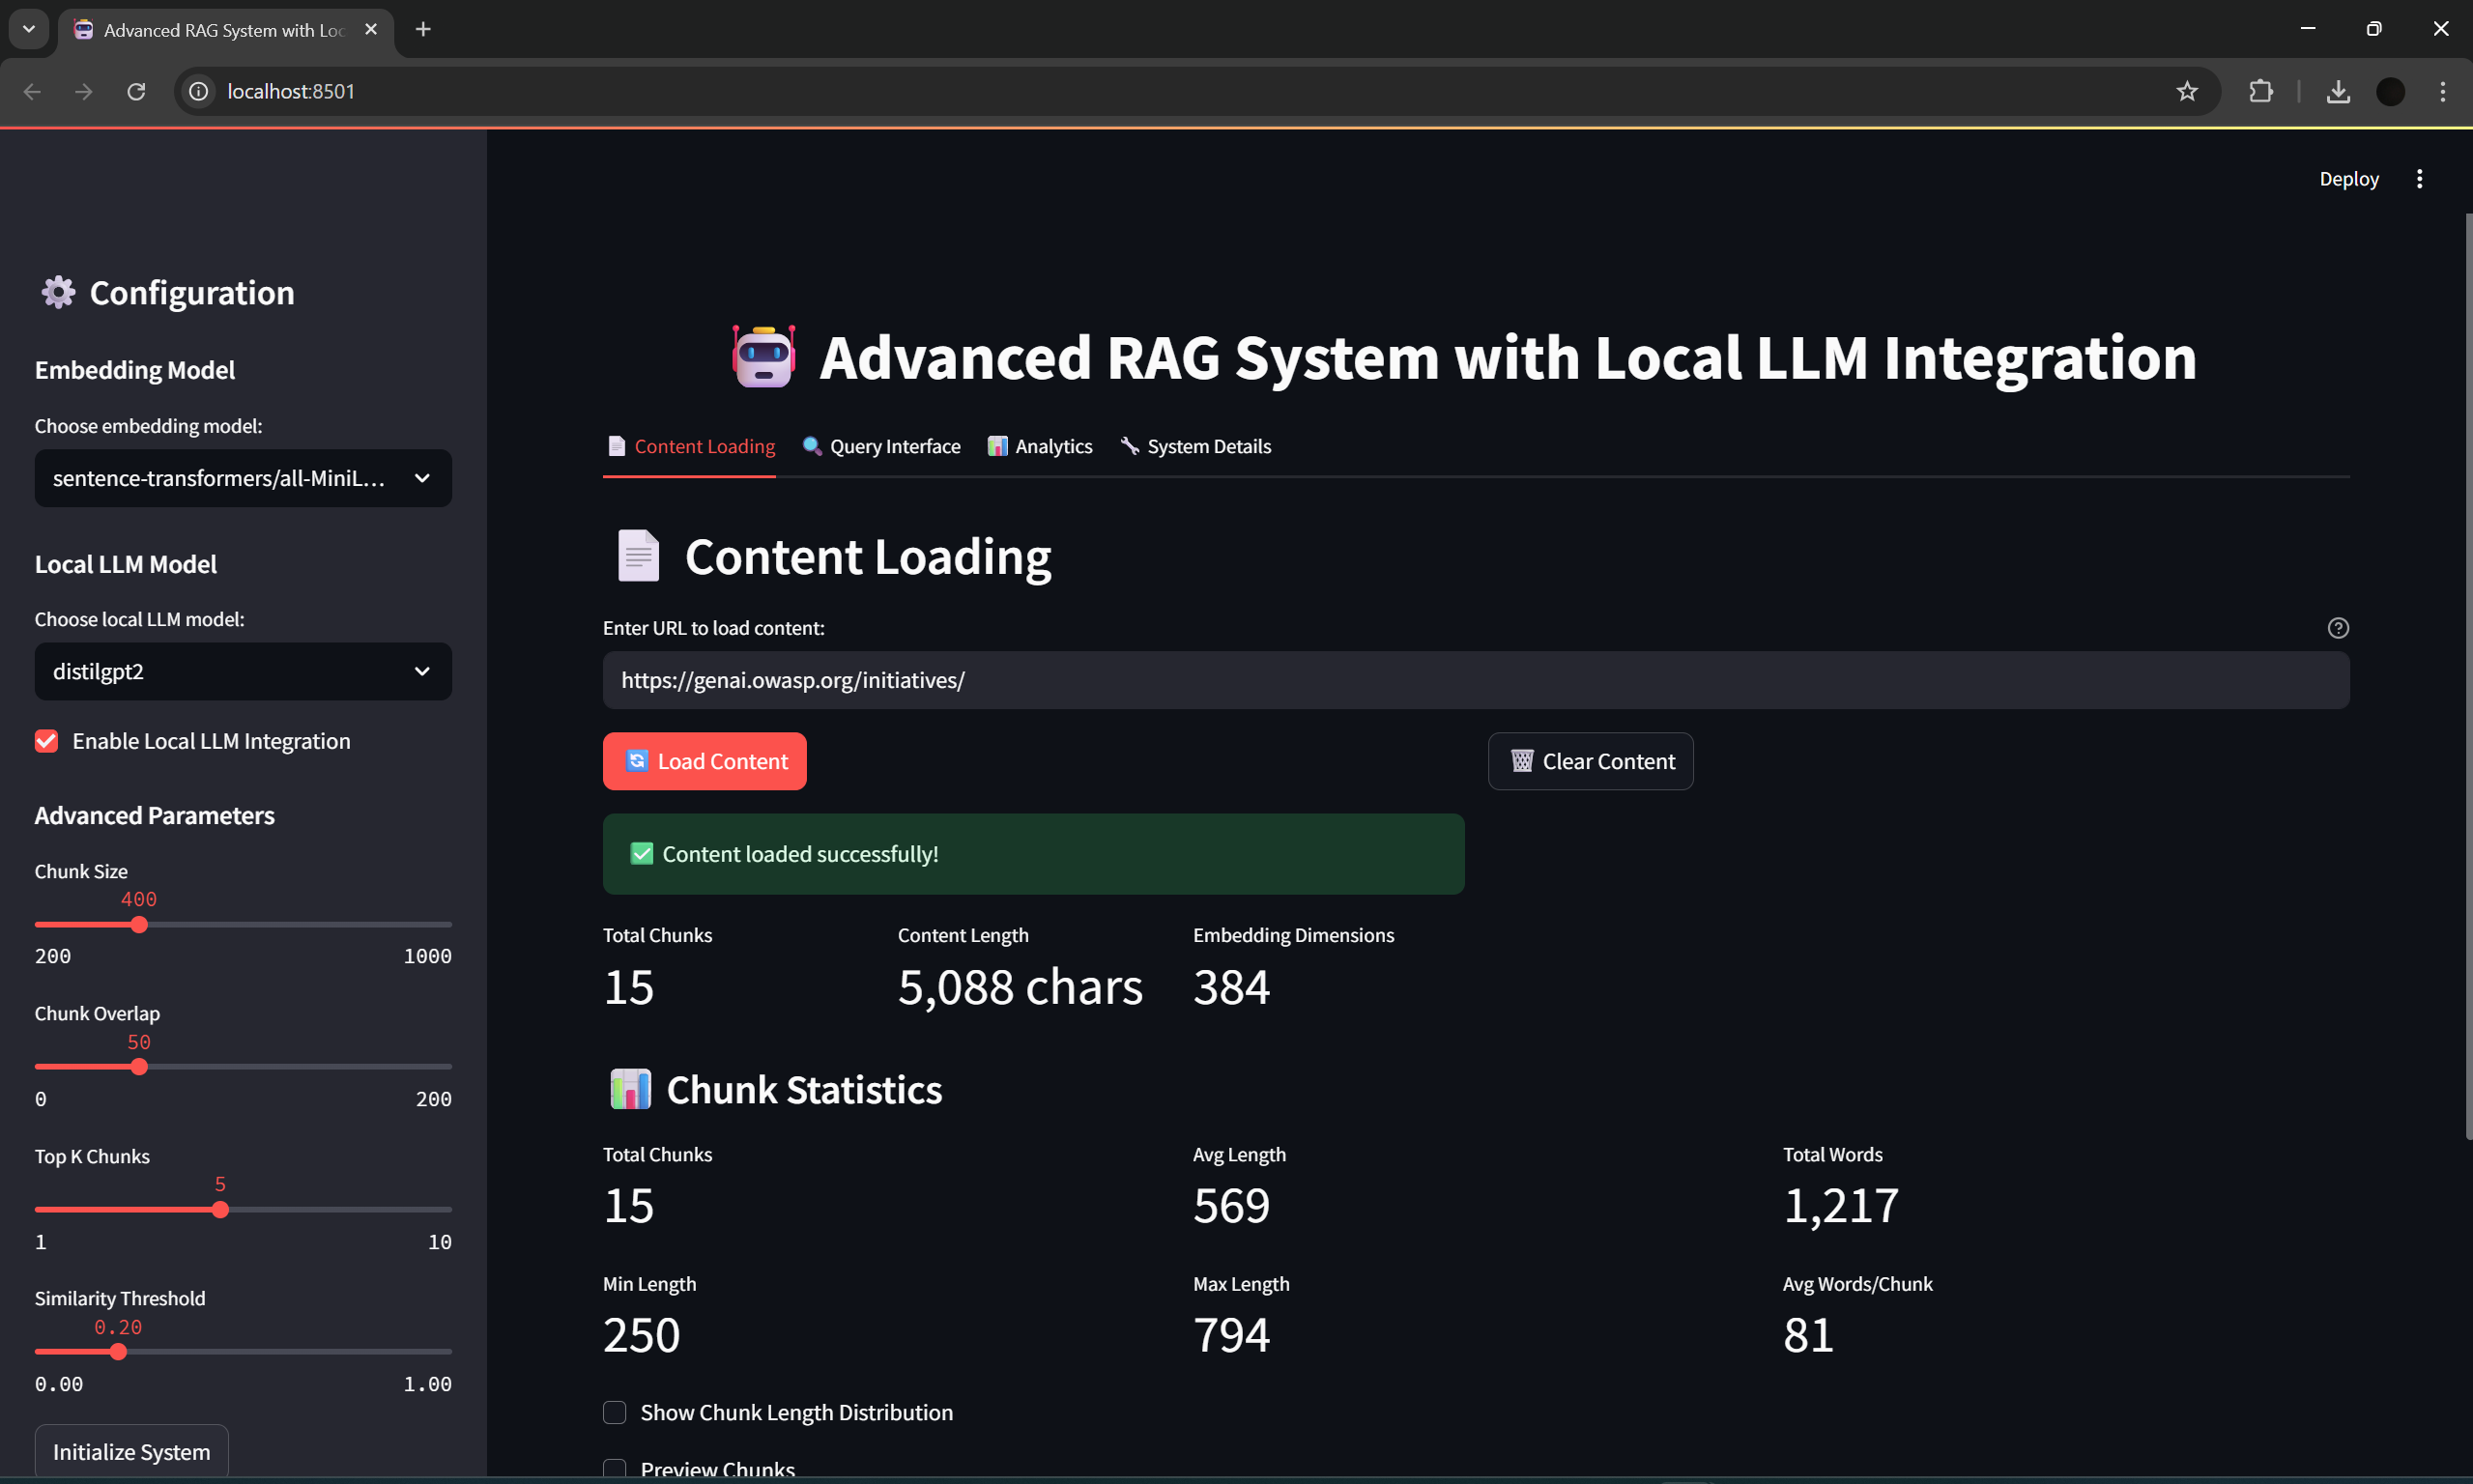 Advanced RAG System with Loc
localhost:8501
Deploy
Configuration
Embedding Model
Choose embedding model:
sentence-transformers/all-MiniL...
Local LLM Model
Choose local LLM model:
distilgpt2
Enable Local LLM Integration
Advanced Parameters
Chunk Size
400
200 1000
Chunk Overlap
50
0 200
Top K Chunks
5
1 10
Similarity Threshold
0.20
0.00 1.00
Initialize System
Advanced RAG System with Local LLM Integration
Content Loading Query Interface Analytics System Details
Content Loading
Enter URL to load content:
https://genai.owasp.org/initiatives/
Load Content Clear Content
Content loaded successfully!
Total Chunks Content Length Embedding Dimensions
15 5,088 chars 384
Chunk Statistics
Total Chunks Avg Length Total Words
15 569 1,217
Min Length Max Length Avg Words/Chunk
250 794 81
Show Chunk Length Distribution
Preview Chunks